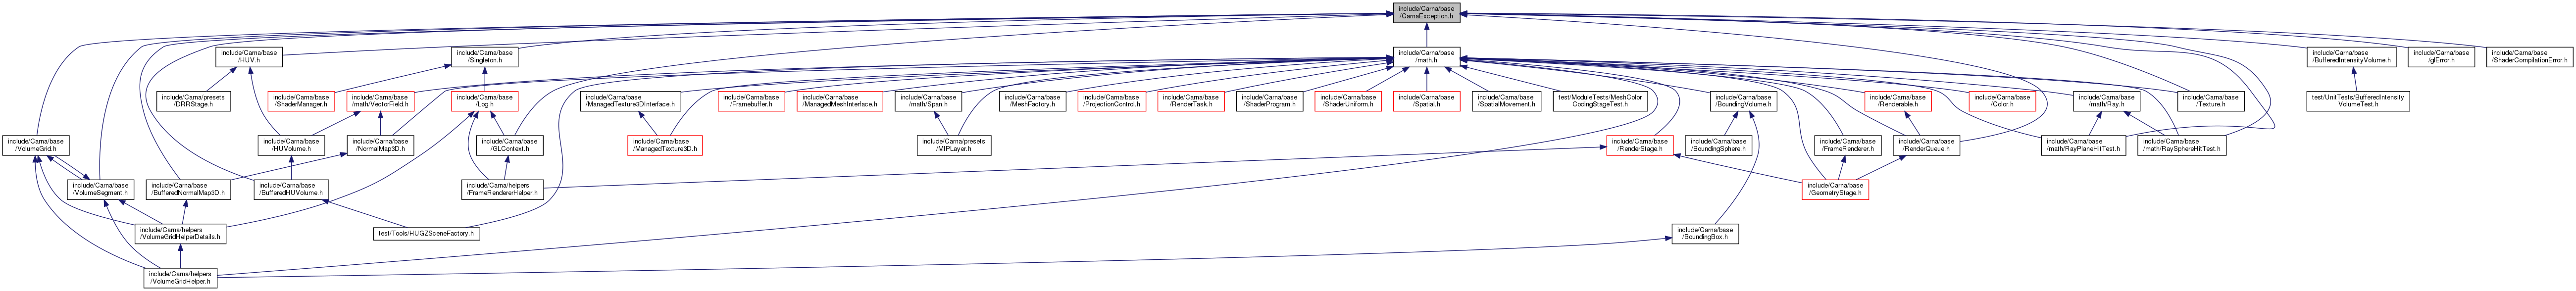 include/Carna/base
/CarnaException.h
include/Carna/base
/HUV.h
include/Carna/base
/Singleton.h
include/Carna/base
/math.h
include/Carna/base
/BufferedIntensityVolume.h
include/Carna/base
/glError.h
include/Carna/base
/ShaderCompilationError.h
include/Carna/presets
/DRRStage.h
include/Carna/base
/ShaderManager.h
include/Carna/base
/math/VectorField.h
include/Carna/base
/Log.h
include/Carna/base
/ManagedTexture3DInterface.h
include/Carna/base
/Framebuffer.h
include/Carna/base
/ManagedMeshInterface.h
include/Carna/base
/math/Span.h
include/Carna/base
/MeshFactory.h
include/Carna/base
/ProjectionControl.h
include/Carna/base
/RenderTask.h
include/Carna/base
/ShaderProgram.h
include/Carna/base
/ShaderUniform.h
include/Carna/base
/Spatial.h
include/Carna/base
/SpatialMovement.h
test/ModuleTests/MeshColor
CodingStageTest.h
include/Carna/base
/BoundingVolume.h
include/Carna/base
/Renderable.h
include/Carna/base
/Color.h
include/Carna/base
/math/Ray.h
include/Carna/base
/Texture.h
test/UnitTests/BufferedIntensity
VolumeTest.h
include/Carna/base
/VolumeGrid.h
include/Carna/base
/HUVolume.h
include/Carna/base
/NormalMap3D.h
include/Carna/base
/GLContext.h
include/Carna/base
/ManagedTexture3D.h
include/Carna/presets
/MIPLayer.h
include/Carna/base
/RenderStage.h
include/Carna/base
/BoundingSphere.h
include/Carna/base
/FrameRenderer.h
include/Carna/base
/RenderQueue.h
include/Carna/base
/math/RayPlaneHitTest.h
include/Carna/base
/math/RaySphereHitTest.h
include/Carna/base
/VolumeSegment.h
include/Carna/base
/BufferedNormalMap3D.h
include/Carna/base
/BufferedHUVolume.h
include/Carna/helpers
/FrameRendererHelper.h
include/Carna/base
/GeometryStage.h
include/Carna/helpers
/VolumeGridHelperDetails.h
test/Tools/HUGZSceneFactory.h
include/Carna/base
/BoundingBox.h
include/Carna/helpers
/VolumeGridHelper.h